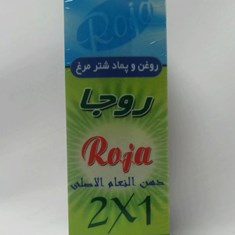 Roja
روغن و پماد شتر مرغ
روجا
Roja
دهن النعام الاصلی
2X1